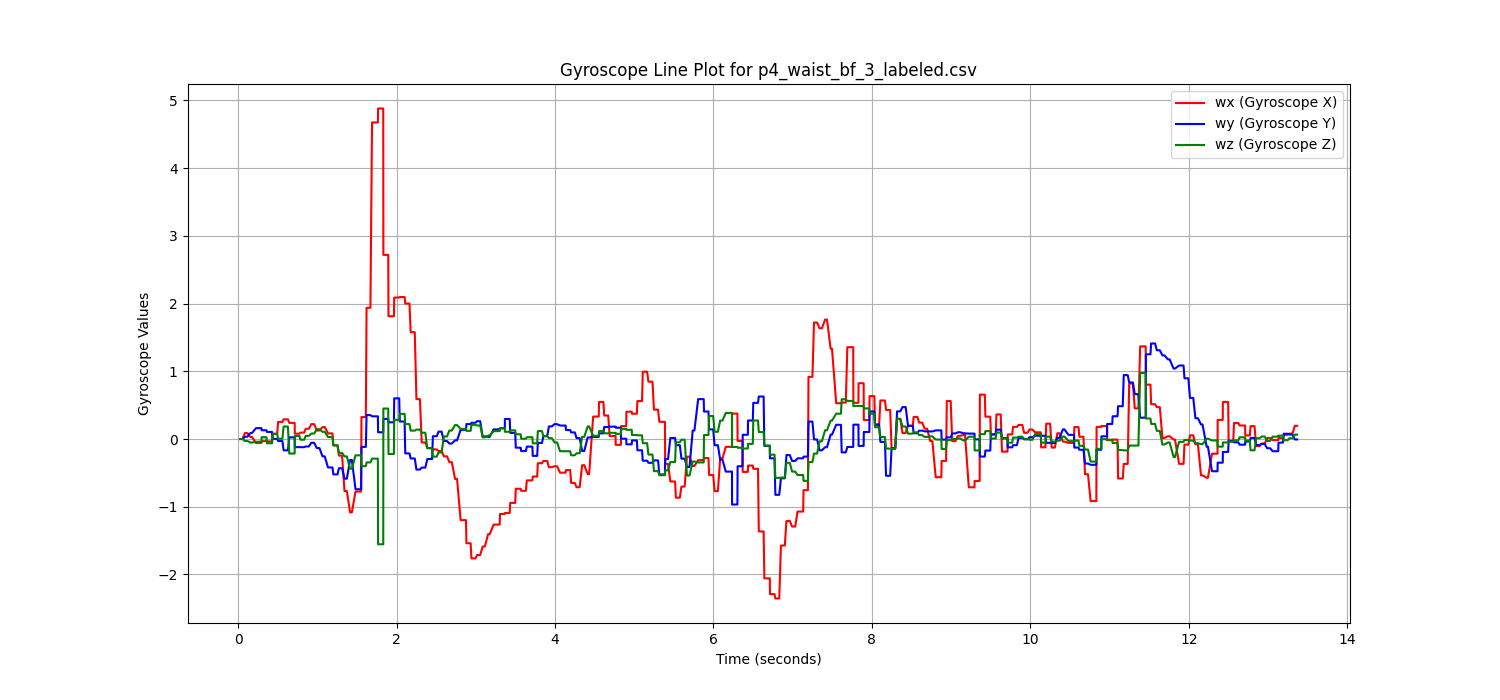 Gyroscope Line Plot for p4_waist_bf_3_labeled.csv
wx (Gyroscope X)
wy (Gyroscope Y)
wz (Gyroscope Z)
Gyroscope Values
5
4
3
2
1
0
−1
−2
0 2 4 6 8 10 12 14
Time (seconds)